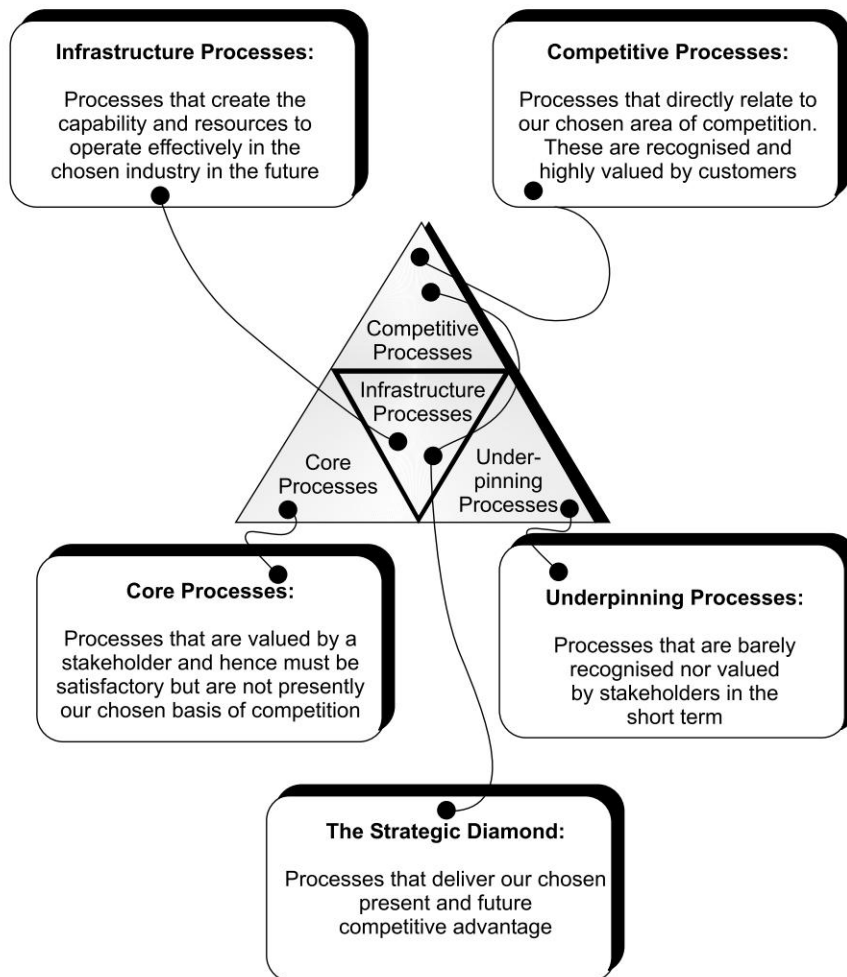 Infrastructure Processes:
Processes that create the
capability and resources to
operate effectively in the
chosen industry in the future
Competitive Processes:
Processes that directly relate to
our chosen area of competition.
These are recognised and
highly valued by customers
Competitive
Processes
Infrastructure
Processes
Core
Processes
Under-
pinning
Processes
Core Processes:
Processes that are valued by a
stakeholder and hence must be
satisfactory but are not presently
our chosen basis of competition
Underpinning Processes:
Processes that are barely
recognised nor valued
by stakeholders in the
short term
The Strategic Diamond:
Processes that deliver our chosen
present and future
competitive advantage